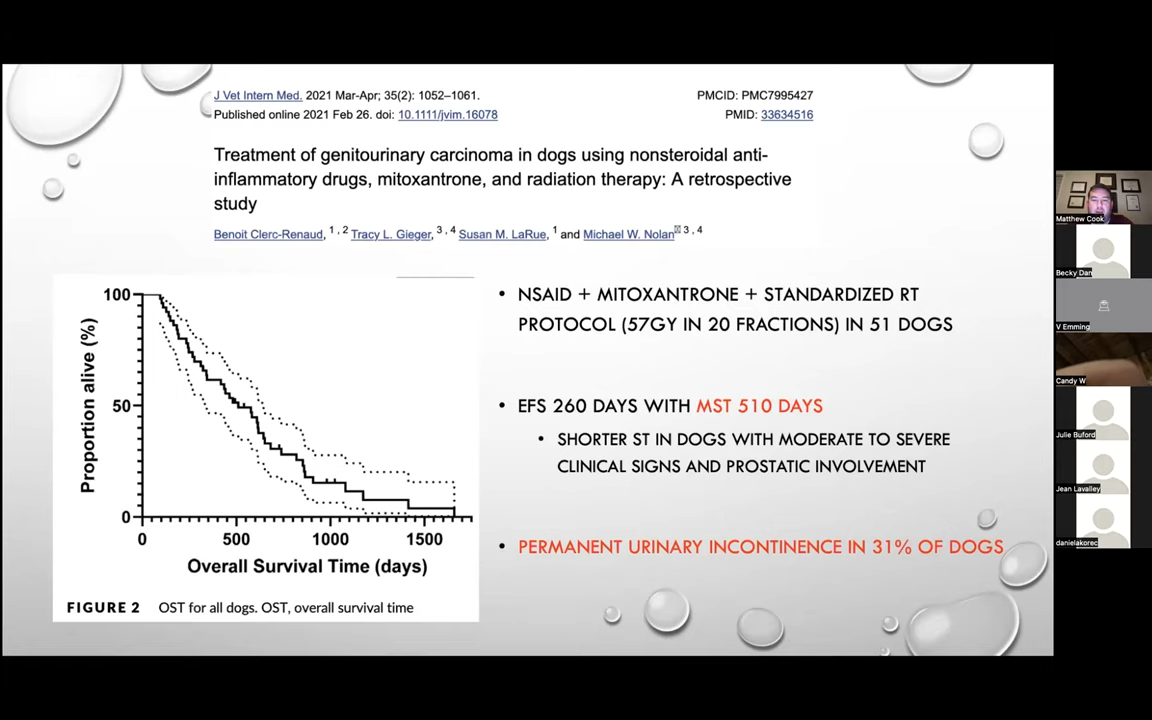 J Vet Intern Med. 2021 Mar-Apr; 35(2): 1052–1061.
PMCID: PMC7995427
Published online 2021 Feb 26. doi: 10.1111/jvim.16078
PMID: 33634516
Treatment of genitourinary carcinoma in dogs using nonsteroidal anti-
inflammatory drugs, mitoxantrone, and radiation therapy: A retrospective
study
Benoit Clerc-Renaud, 1 , 2 Tracy L. Gieger, 3 , 4 Susan M. LaRue, 1 and Michael W. Nolan 3 , 4
100
50
0
Proportion alive (%)
0 500 1000 1500
Overall Survival Time (days)
FIGURE 2 OST for all dogs. OST, overall survival time
• NSAID + MITOXANTRONE + STANDARDIZED RT
PROTOCOL (57GY IN 20 FRACTIONS) IN 51 DOGS
• EFS 260 DAYS WITH MST 510 DAYS
• SHORTER ST IN DOGS WITH MODERATE TO SEVERE
CLINICAL SIGNS AND PROSTATIC INVOLVEMENT
• PERMANENT URINARY INCONTINENCE IN 31% OF DOGS
Matthew Cook
Becky Dan
V Emming
Candy W
Julie Buford
Jean Lavalley
danielakorec